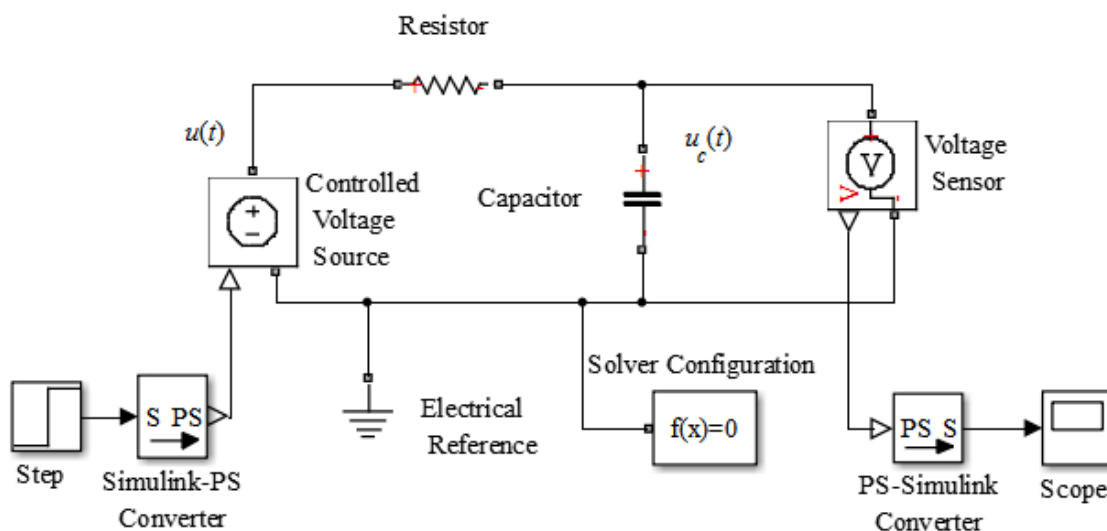 Resistor
u(t)
Controlled
Voltage
Source
+
−
Capacitor
+
-
u_c(t)
+
V
V
-
Voltage
Sensor
Step
S PS
Simulink-PS
Converter
Electrical
Reference
Solver Configuration
f(x)=0
PS S
PS-Simulink
Converter
Scope
+
-